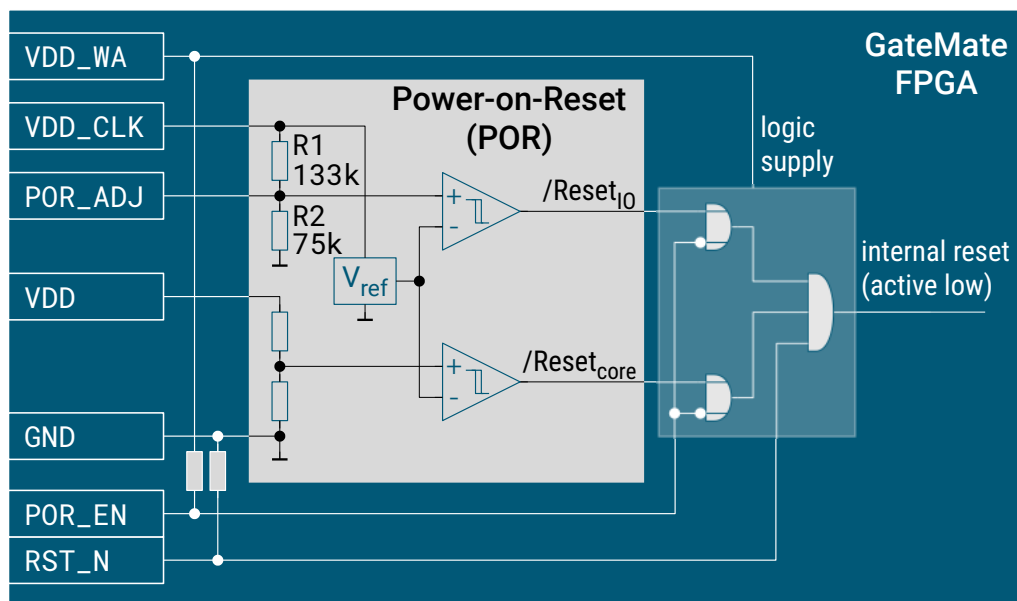 GateMate
FPGA
VDD_WA
Power-on-Reset
(POR)
VDD_CLK
logic
supply
R1
133k
POR_ADJ
/ResetIO
R2
75k
+
-
internal reset
(active low)
Vref
VDD
/Resetcore
+
-
GND
POR_EN
RST_N